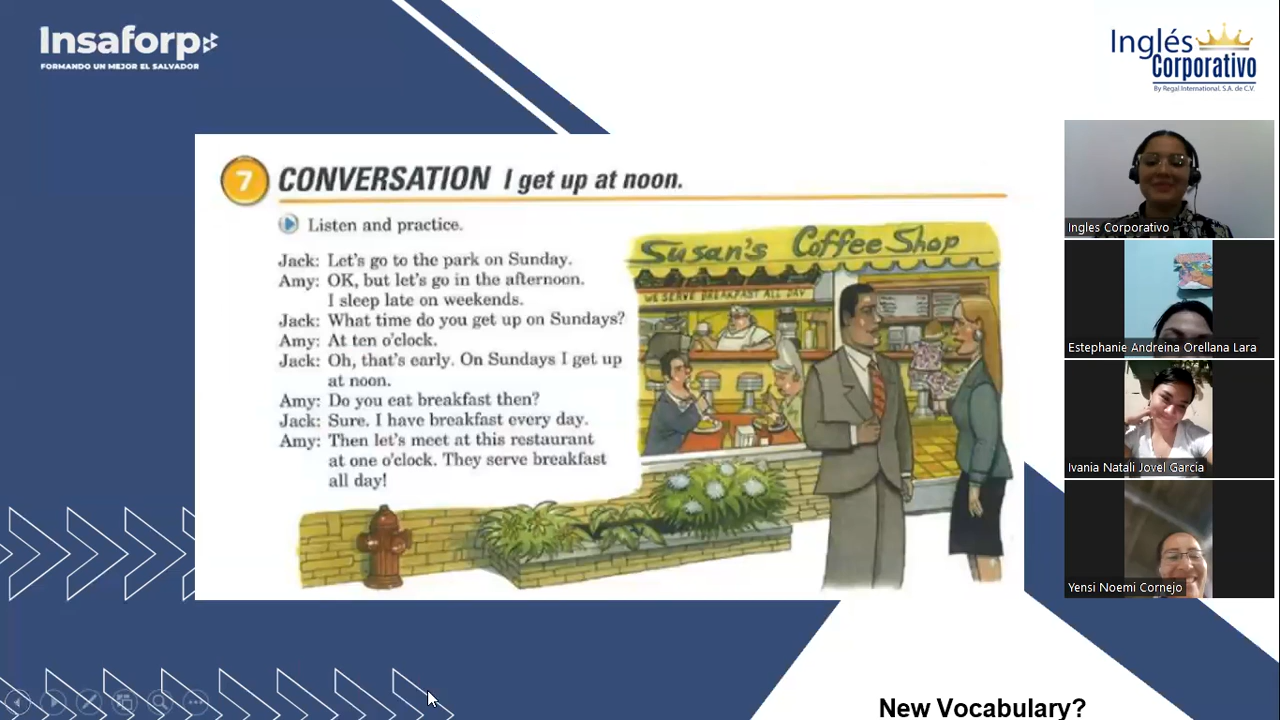 Insaforp
FORMANDO UN MEJOR EL SALVADOR
Inglés
Corporativo
By Regal International, S.A. de C.V.
7 CONVERSATION I get up at noon.
Listen and practice.
Jack: Let's go to the park on Sunday.
Amy: OK, but let's go in the afternoon.
I sleep late on weekends.
Jack: What time do you get up on Sundays?
Amy: At ten o'clock.
Jack: Oh, that's early. On Sundays I get up
at noon.
Amy: Do you eat breakfast then?
Jack: Sure. I have breakfast every day.
Amy: Then let's meet at this restaurant
at one o'clock. They serve breakfast
all day!
Susan's Coffee Shop
WE SERVE BREAKFAST ALL DAY
Ingles Corporativo
Estephanie Andreina Orellana Lara
Ivania Natali Jovel Garcia
Yensi Noemi Cornejo
New Vocabulary?